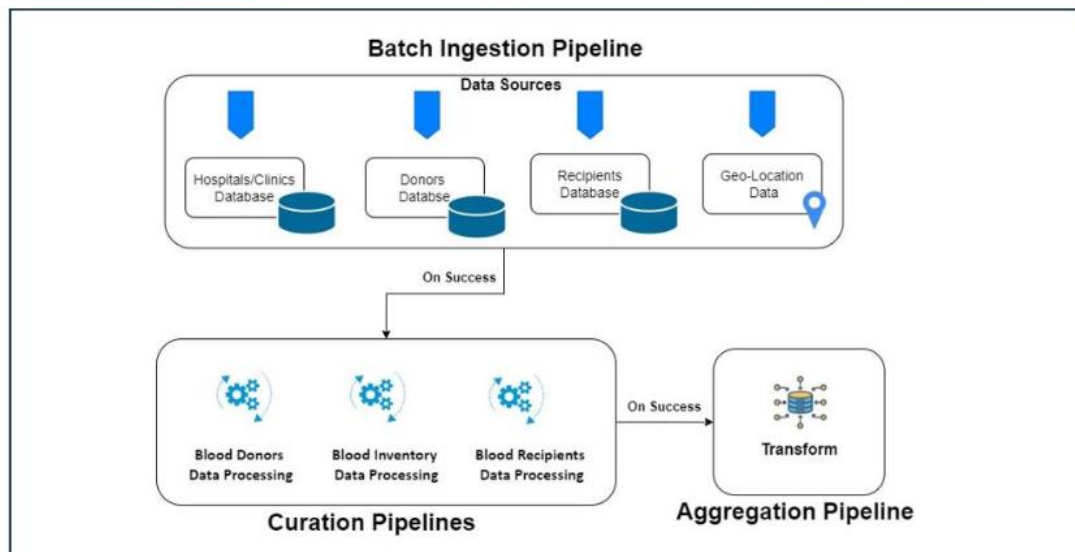 Batch Ingestion Pipeline
Data Sources
Hospitals/Clinics
Database
Donors
Databse
Recipients
Database
Geo-Location
Data
On Success
Blood Donors
Data Processing
Blood Inventory
Data Processing
Blood Recipients
Data Processing
Curation Pipelines
On Success
Transform
Aggregation Pipeline